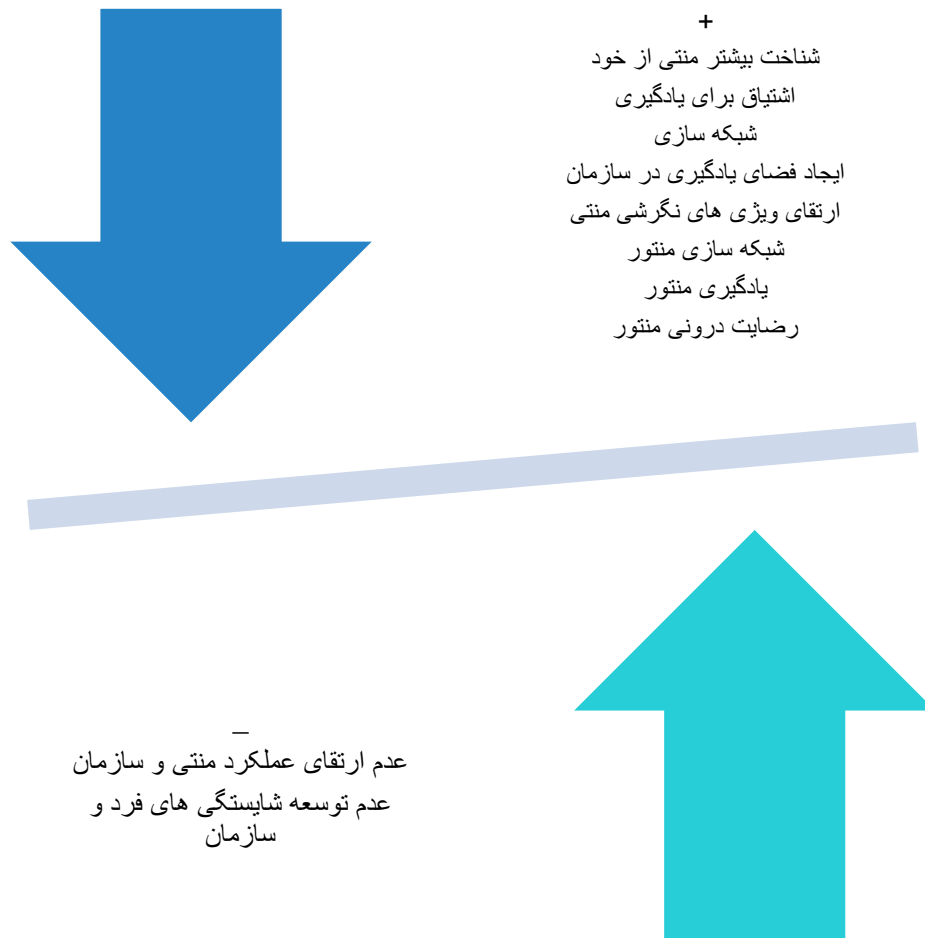 +
شناخت بیشتر منتی از خود
اشتیاق برای یادگیری
شبکه سازی
ایجاد فضای یادگیری در سازمان
ارتقای ویژی های نگرشی منتی
شبکه سازی منتور
یادگیری منتور
رضایت درونی منتور
_
عدم ارتقای عملکرد منتی و سازمان
عدم توسعه شایستگی های فرد و
سازمان